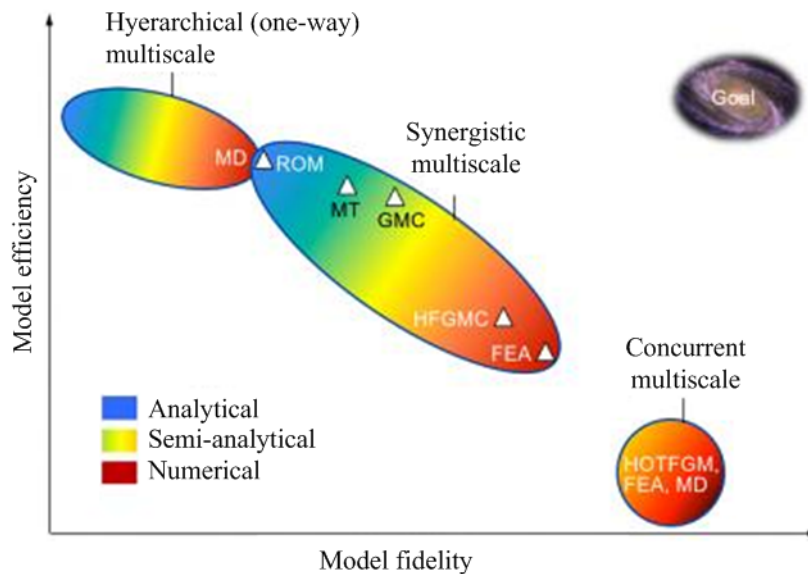 Hyerarchical (one-way)
multiscale
Goal
Synergistic
multiscale
MD
ROM
MT
GMC
HFGMC
FEA
Concurrent
multiscale
Analytical
Semi-analytical
Numerical
HOTFGM,
FEA, MD
Model efficiency
Model fidelity